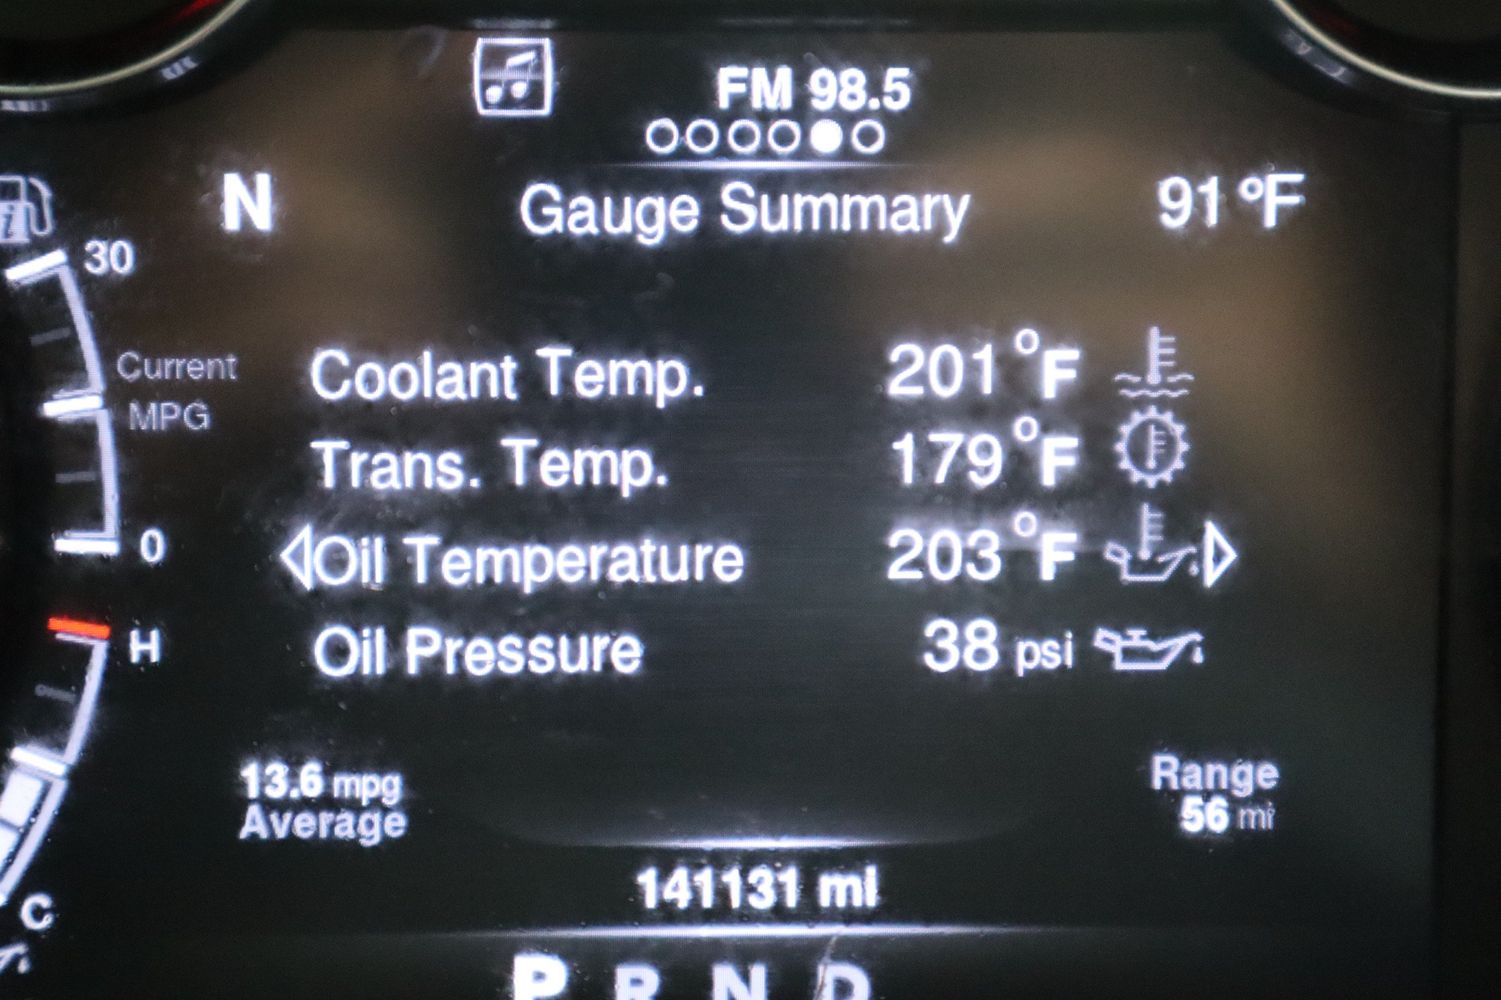 FM 98.5
N Gauge Summary 91 °F
30
Current
MPG
Coolant Temp. 201 °F
Trans. Temp. 179 °F
0
Oil Temperature 203 °F
H
Oil Pressure 38 psi
13.6 mpg
Average
Range
56 mi
141131 mi
C
P R N D